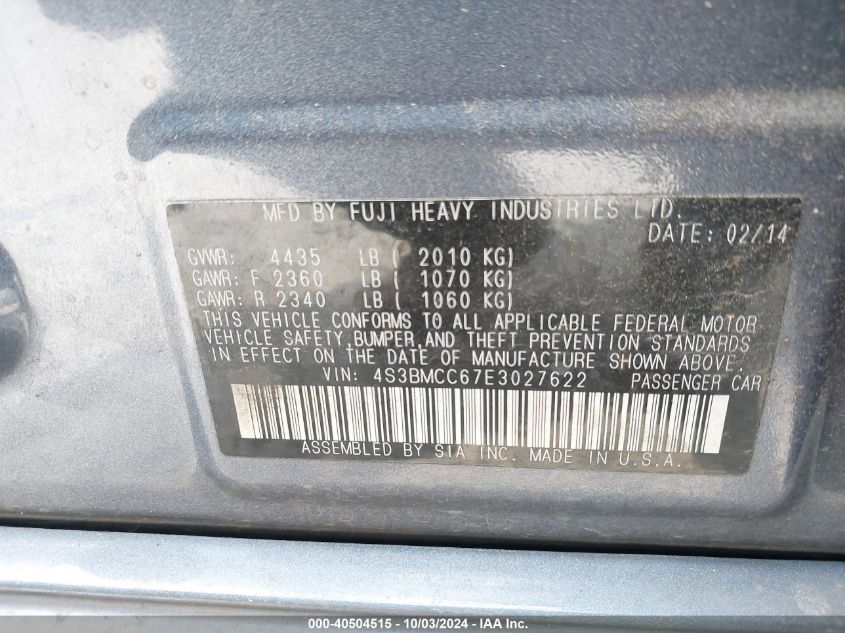 MFD BY FUJI HEAVY INDUSTRIES LTD.
DATE: 02/14
GVWR: 4435 LB ( 2010 KG)
GAWR: F 2360 LB ( 1070 KG)
GAWR: R 2340 LB ( 1060 KG)
THIS VEHICLE CONFORMS TO ALL APPLICABLE FEDERAL MOTOR
VEHICLE SAFETY, BUMPER, AND THEFT PREVENTION STANDARDS
IN EFFECT ON THE DATE OF MANUFACTURE SHOWN ABOVE.
VIN: 4S3BMCC67E3027622 PASSENGER CAR
ASSEMBLED BY SIA INC. MADE IN U.S.A.
000-40504515 - 10/03/2024 - IAA Inc.